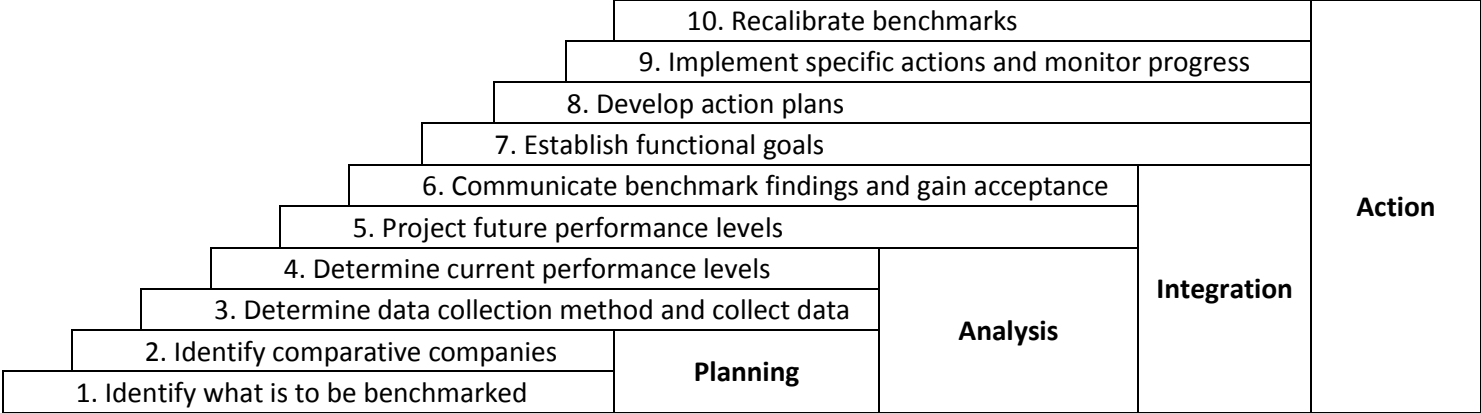 10. Recalibrate benchmarks
9. Implement specific actions and monitor progress
8. Develop action plans
7. Establish functional goals
6. Communicate benchmark findings and gain acceptance
Action
5. Project future performance levels
4. Determine current performance levels
Integration
3. Determine data collection method and collect data
Analysis
2. Identify comparative companies
Planning
1. Identify what is to be benchmarked